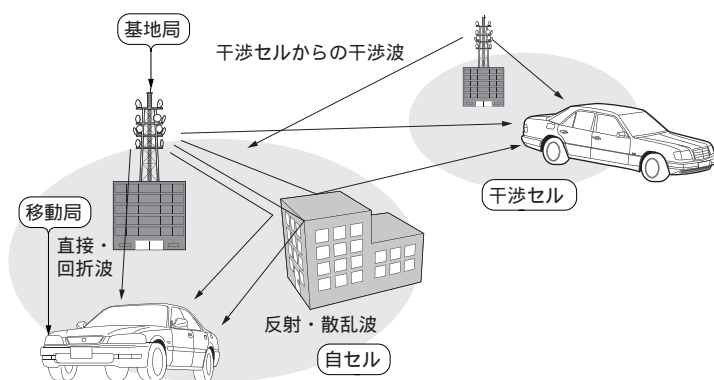 基地局
干渉セルからの干渉波
移動局
直接・
回折波
干渉セル
反射・散乱波
自セル